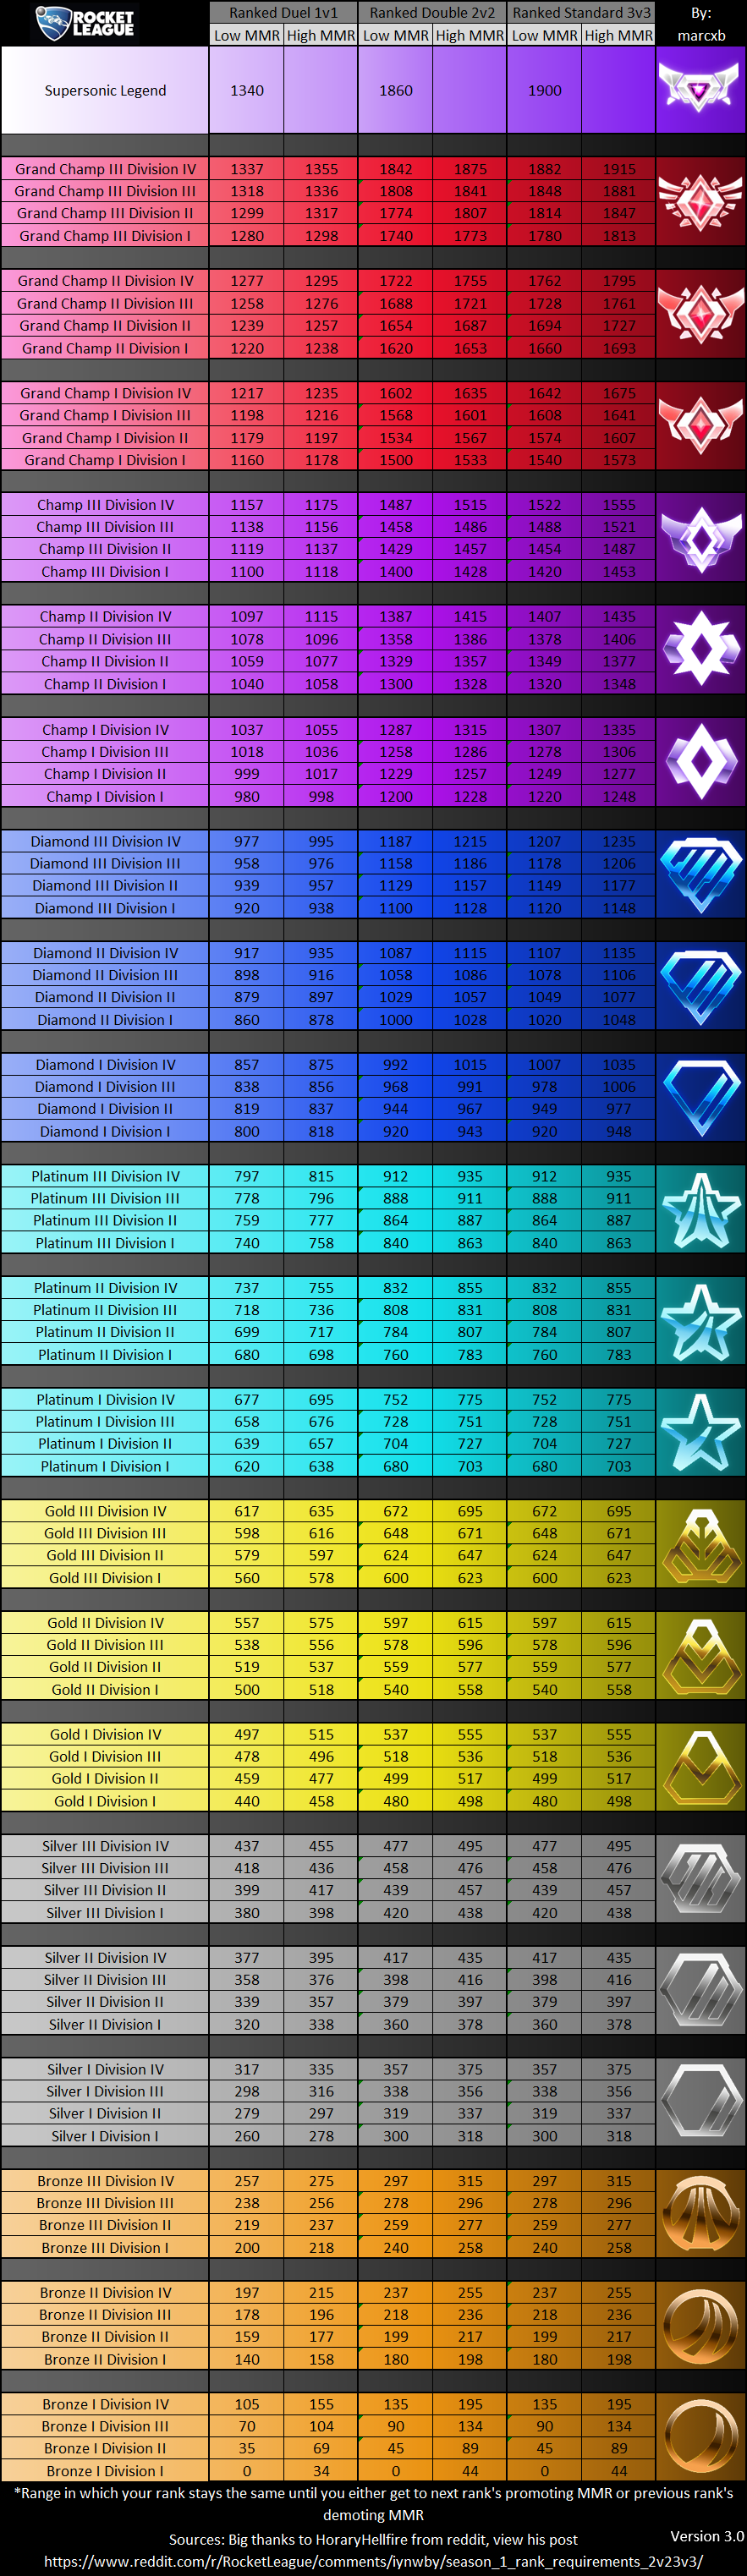 ROCKET
LEAGUE
Ranked Duel 1v1 Ranked Double 2v2 Ranked Standard 3v3 By:
Low MMR High MMR Low MMR High MMR Low MMR High MMR marcxb
Supersonic Legend 1340 1860 1900
Grand Champ III Division IV 1337 1355 1842 1875 1882 1915
Grand Champ III Division III 1318 1336 1808 1841 1848 1881
Grand Champ III Division II 1299 1317 1774 1807 1814 1847
Grand Champ III Division I 1280 1298 1740 1773 1780 1813
Grand Champ II Division IV 1277 1295 1722 1755 1762 1795
Grand Champ II Division III 1258 1276 1688 1721 1728 1761
Grand Champ II Division II 1239 1257 1654 1687 1694 1727
Grand Champ II Division I 1220 1238 1620 1653 1660 1693
Grand Champ I Division IV 1217 1235 1602 1635 1642 1675
Grand Champ I Division III 1198 1216 1568 1601 1608 1641
Grand Champ I Division II 1179 1197 1534 1567 1574 1607
Grand Champ I Division I 1160 1178 1500 1533 1540 1573
Champ III Division IV 1157 1175 1487 1515 1522 1555
Champ III Division III 1138 1156 1458 1486 1488 1521
Champ III Division II 1119 1137 1429 1457 1454 1487
Champ III Division I 1100 1118 1400 1428 1420 1453
Champ II Division IV 1097 1115 1387 1415 1407 1435
Champ II Division III 1078 1096 1358 1386 1378 1406
Champ II Division II 1059 1077 1329 1357 1349 1377
Champ II Division I 1040 1058 1300 1328 1320 1348
Champ I Division IV 1037 1055 1287 1315 1307 1335
Champ I Division III 1018 1036 1258 1286 1278 1306
Champ I Division II 999 1017 1229 1257 1249 1277
Champ I Division I 980 998 1200 1228 1220 1248
Diamond III Division IV 977 995 1187 1215 1207 1235
Diamond III Division III 958 976 1158 1186 1178 1206
Diamond III Division II 939 957 1129 1157 1149 1177
Diamond III Division I 920 938 1100 1128 1120 1148
Diamond II Division IV 917 935 1087 1115 1107 1135
Diamond II Division III 898 916 1058 1086 1078 1106
Diamond II Division II 879 897 1029 1057 1049 1077
Diamond II Division I 860 878 1000 1028 1020 1048
Diamond I Division IV 857 875 992 1015 1007 1035
Diamond I Division III 838 856 968 991 978 1006
Diamond I Division II 819 837 944 967 949 977
Diamond I Division I 800 818 920 943 920 948
Platinum III Division IV 797 815 912 935 912 935
Platinum III Division III 778 796 888 911 888 911
Platinum III Division II 759 777 864 887 864 887
Platinum III Division I 740 758 840 863 840 863
Platinum II Division IV 737 755 832 855 832 855
Platinum II Division III 718 736 808 831 808 831
Platinum II Division II 699 717 784 807 784 807
Platinum II Division I 680 698 760 783 760 783
Platinum I Division IV 677 695 752 775 752 775
Platinum I Division III 658 676 728 751 728 751
Platinum I Division II 639 657 704 727 704 727
Platinum I Division I 620 638 680 703 680 703
Gold III Division IV 617 635 672 695 672 695
Gold III Division III 598 616 648 671 648 671
Gold III Division II 579 597 624 647 624 647
Gold III Division I 560 578 600 623 600 623
Gold II Division IV 557 575 597 615 597 615
Gold II Division III 538 556 578 596 578 596
Gold II Division II 519 537 559 577 559 577
Gold II Division I 500 518 540 558 540 558
Gold I Division IV 497 515 537 555 537 555
Gold I Division III 478 496 518 536 518 536
Gold I Division II 459 477 499 517 499 517
Gold I Division I 440 458 480 498 480 498
Silver III Division IV 437 455 477 495 477 495
Silver III Division III 418 436 458 476 458 476
Silver III Division II 399 417 439 457 439 457
Silver III Division I 380 398 420 438 420 438
Silver II Division IV 377 395 417 435 417 435
Silver II Division III 358 376 398 416 398 416
Silver II Division II 339 357 379 397 379 397
Silver II Division I 320 338 360 378 360 378
Silver I Division IV 317 335 357 375 357 375
Silver I Division III 298 316 338 356 338 356
Silver I Division II 279 297 319 337 319 337
Silver I Division I 260 278 300 318 300 318
Bronze III Division IV 257 275 297 315 297 315
Bronze III Division III 238 256 278 296 278 296
Bronze III Division II 219 237 259 277 259 277
Bronze III Division I 200 218 240 258 240 258
Bronze II Division IV 197 215 237 255 237 255
Bronze II Division III 178 196 218 236 218 236
Bronze II Division II 159 177 199 217 199 217
Bronze II Division I 140 158 180 198 180 198
Bronze I Division IV 105 155 135 195 135 195
Bronze I Division III 70 104 90 134 90 134
Bronze I Division II 35 69 45 89 45 89
Bronze I Division I 0 34 0 44 0 44
*Range in which your rank stays the same until you either get to next rank's promoting MMR or previous rank's
demoting MMR
Sources: Big thanks to HoraryHellfire from reddit, view his post Version 3.0
https://www.reddit.com/r/RocketLeague/comments/iynwby/season_1_rank_requirements_2v23v3/